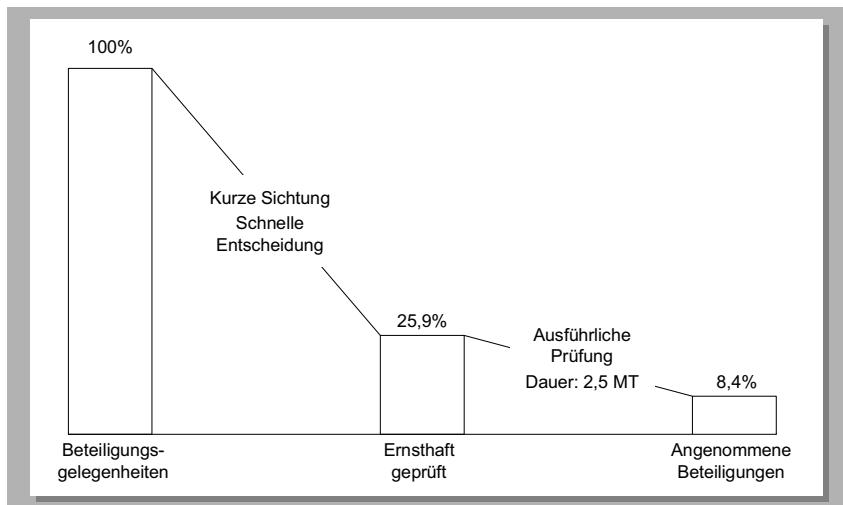 100%
Kurze Sichtung
Schnelle
Entscheidung
25,9%
Ausführliche
Prüfung
Dauer: 2,5 MT
8,4%
Beteiligungs-
gelegenheiten
Ernsthaft
geprüft
Angenommene
Beteiligungen